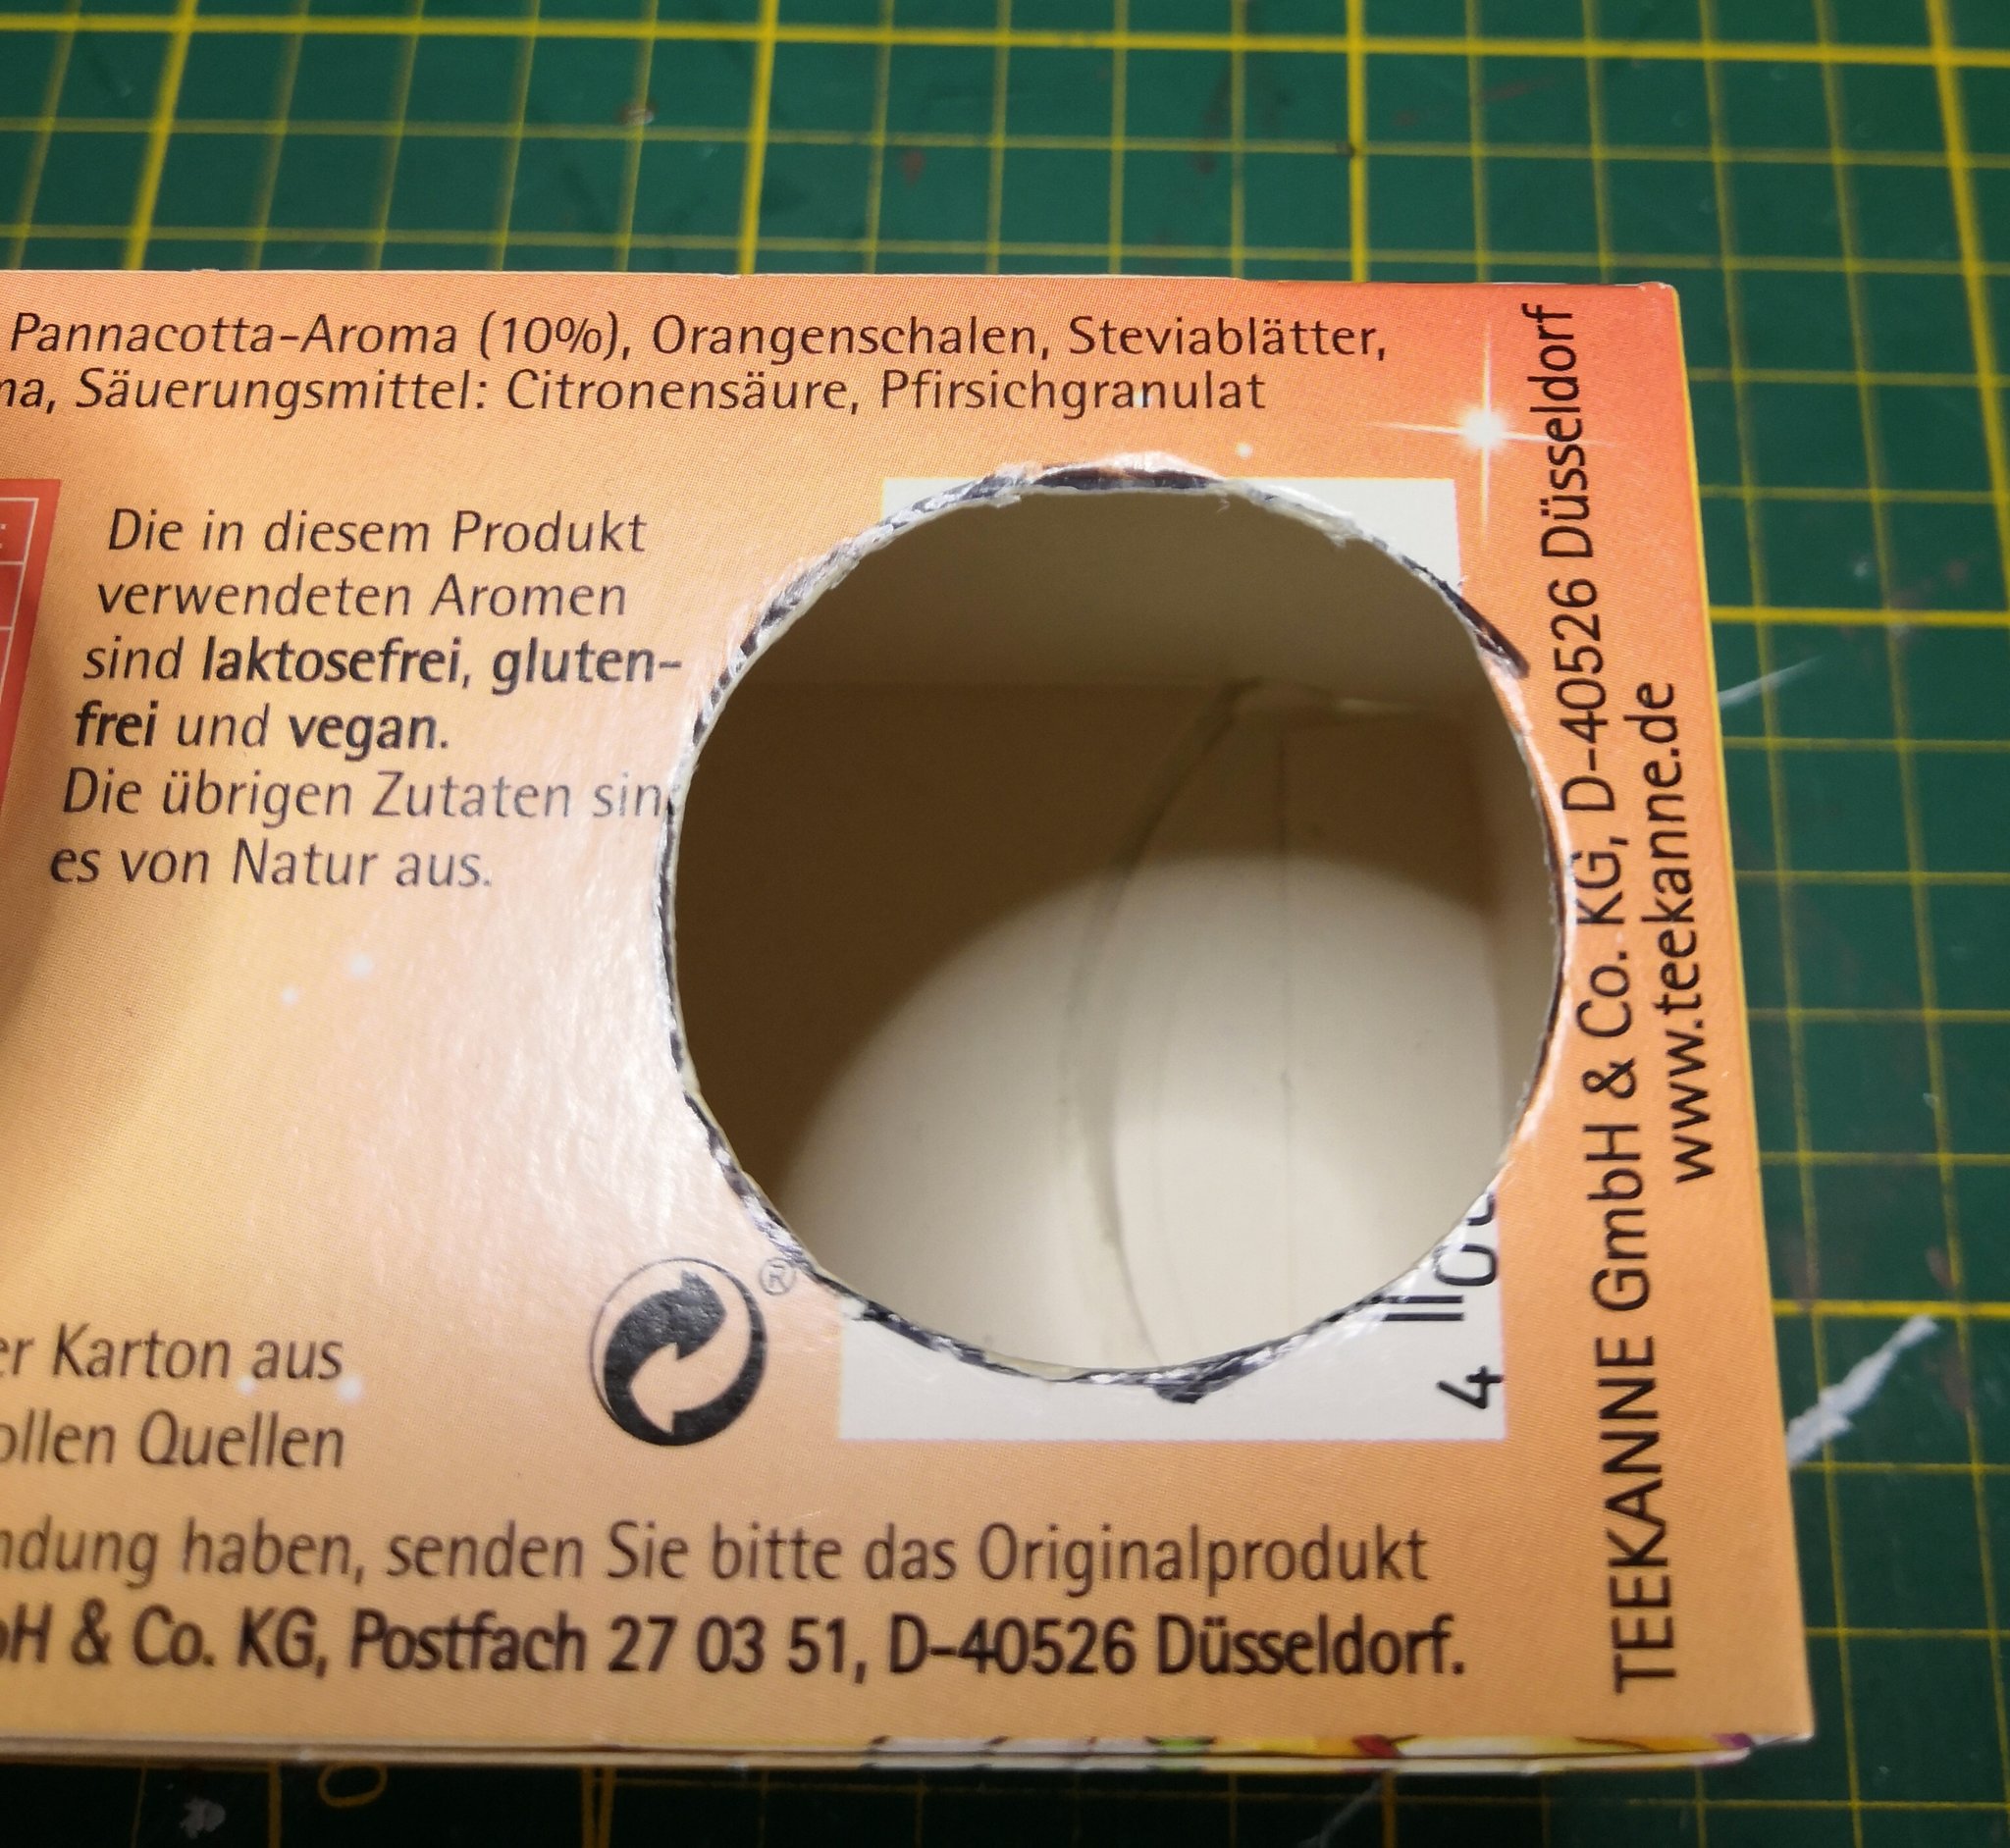 Pannacotta-Aroma (10%), Orangenschalen, Steviablätter,
na, Säuerungsmittel: Citronensäure, Pfirsichgranulat
Die in diesem Produkt
verwendeten Aromen
sind laktosefrei, gluten-
frei und vegan.
Die übrigen Zutaten sin
es von Natur aus.
®
er Karton aus
ollen Quellen
4
ndung haben, senden Sie bitte das Originalprodukt
bH & Co. KG, Postfach 27 03 51, D-40526 Düsseldorf.
TEEKANNE GmbH & Co. KG, D-40526 Düsseldorf
www.teekanne.de